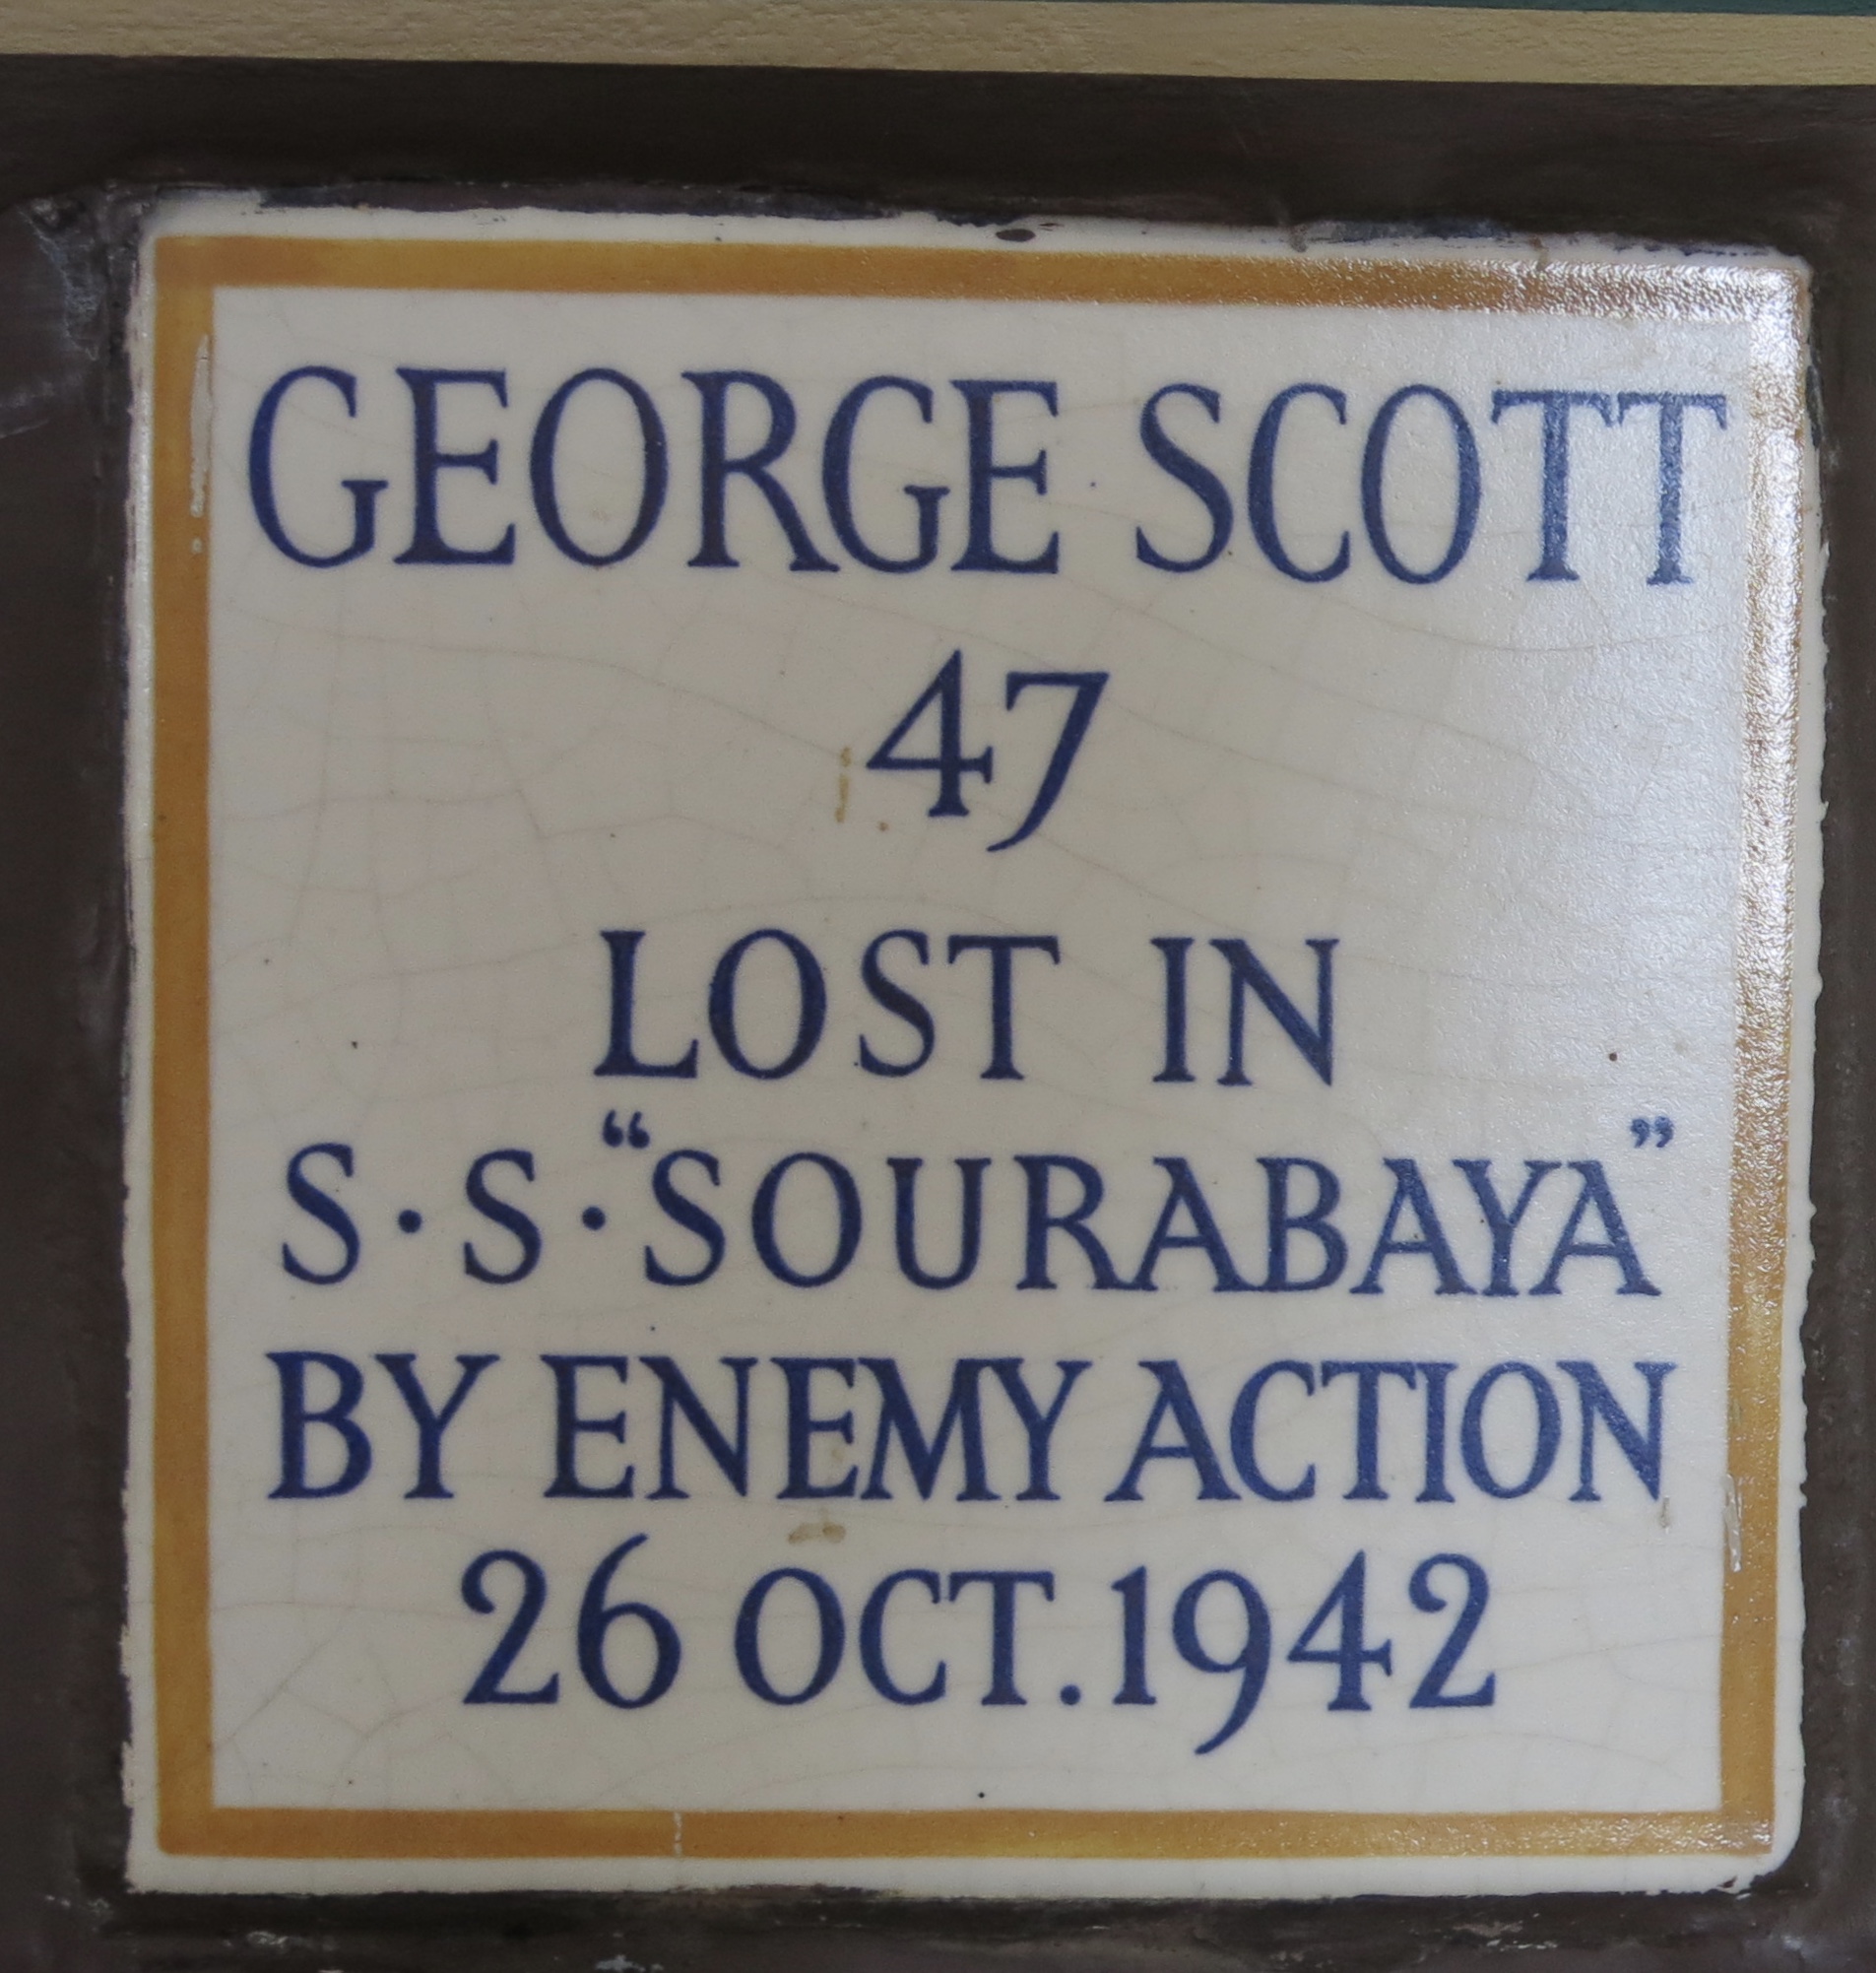 GEORGE SCOTT
47
LOST IN
S·S·“SOURABAYA”
BY ENEMY ACTION
26 OCT. 1942